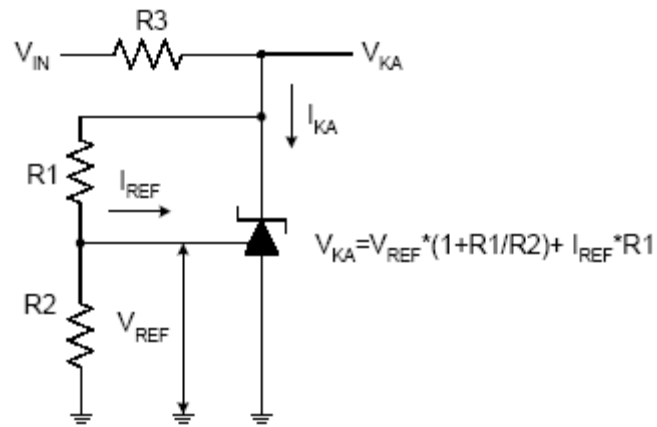 R3
V_IN
V_KA
I_KA
R1
I_REF
V_KA=V_REF*(1+R1/R2)+ I_REF*R1
R2
V_REF